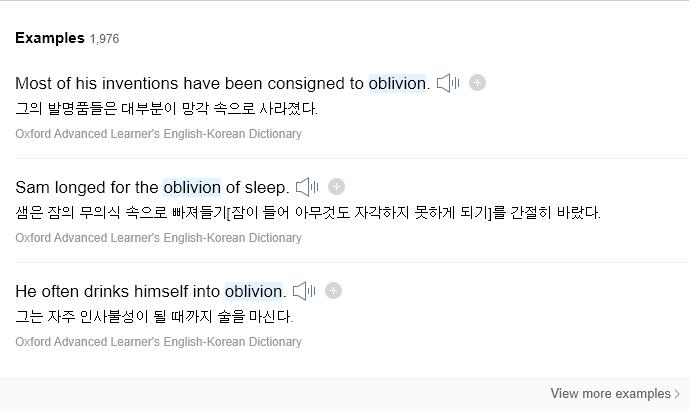 Examples 1,976
Most of his inventions have been consigned to oblivion.
그의 발명품들은 대부분이 망각 속으로 사라졌다.
Oxford Advanced Learner's English-Korean Dictionary
Sam longed for the oblivion of sleep.
샘은 잠의 무의식 속으로 빠져들기[잠이 들어 아무것도 자각하지 못하게 되기]를 간절히 바랐다.
Oxford Advanced Learner's English-Korean Dictionary
He often drinks himself into oblivion.
그는 자주 인사불성이 될 때까지 술을 마신다.
Oxford Advanced Learner's English-Korean Dictionary
View more examples